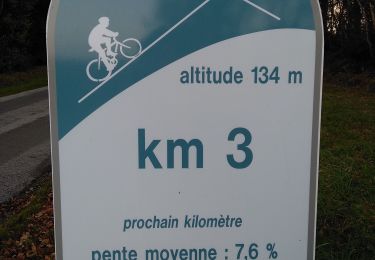 altitude 134 m
km 3
prochain kilomètre
pente moyenne : 7,6 %